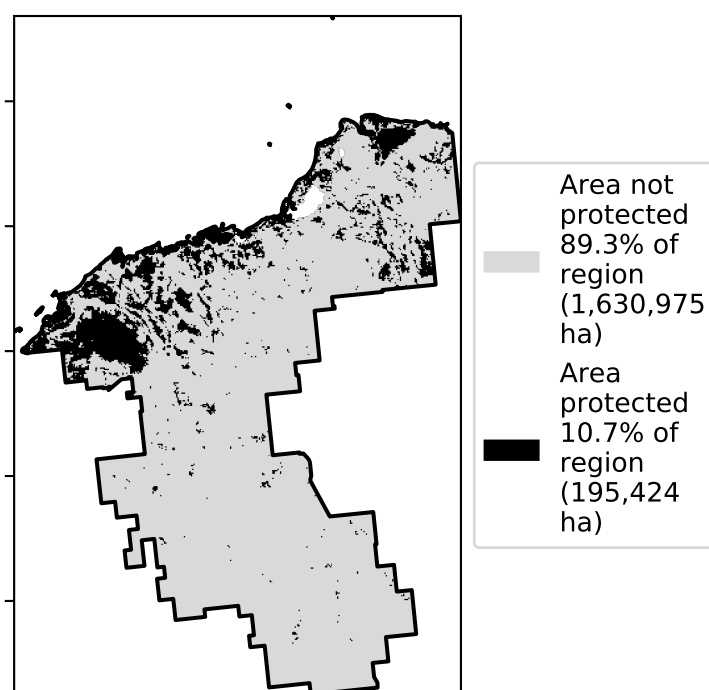 Area not
protected
89.3% of
region
(1,630,975
ha)
Area
protected
10.7% of
region
(195,424
ha)